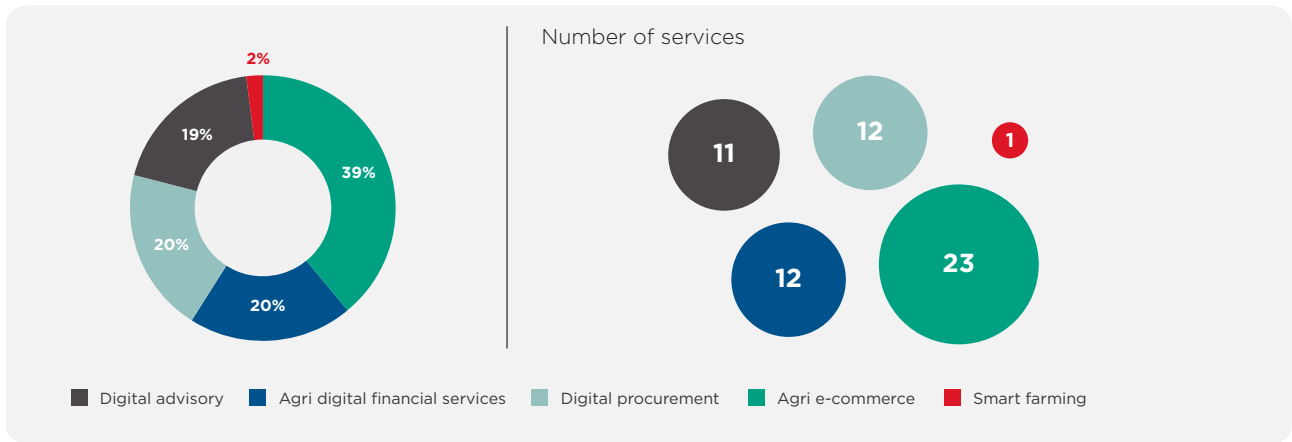 Number of services
2%
19%
39%
20%
20%
11
12
1
12
23
Digital advisory
Agri digital financial services
Digital procurement
Agri e-commerce
Smart farming